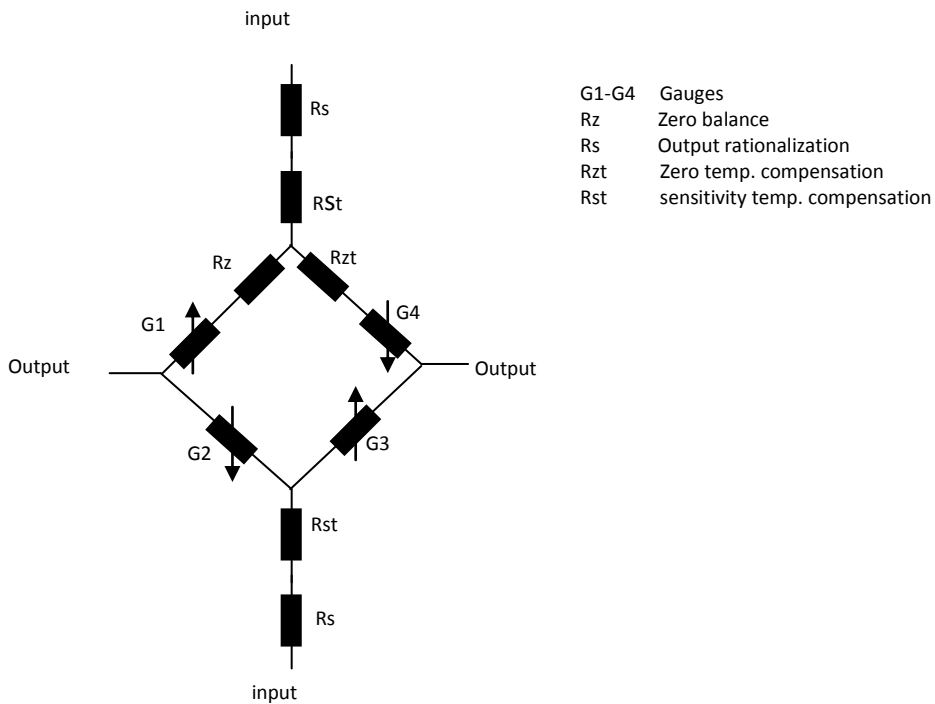 input
Rs
RSt
Rz
Rzt
G1
G4
Output
Output
G2
G3
Rst
Rs
input
G1-G4 Gauges
Rz Zero balance
Rs Output rationalization
Rzt Zero temp. compensation
Rst sensitivity temp. compensation